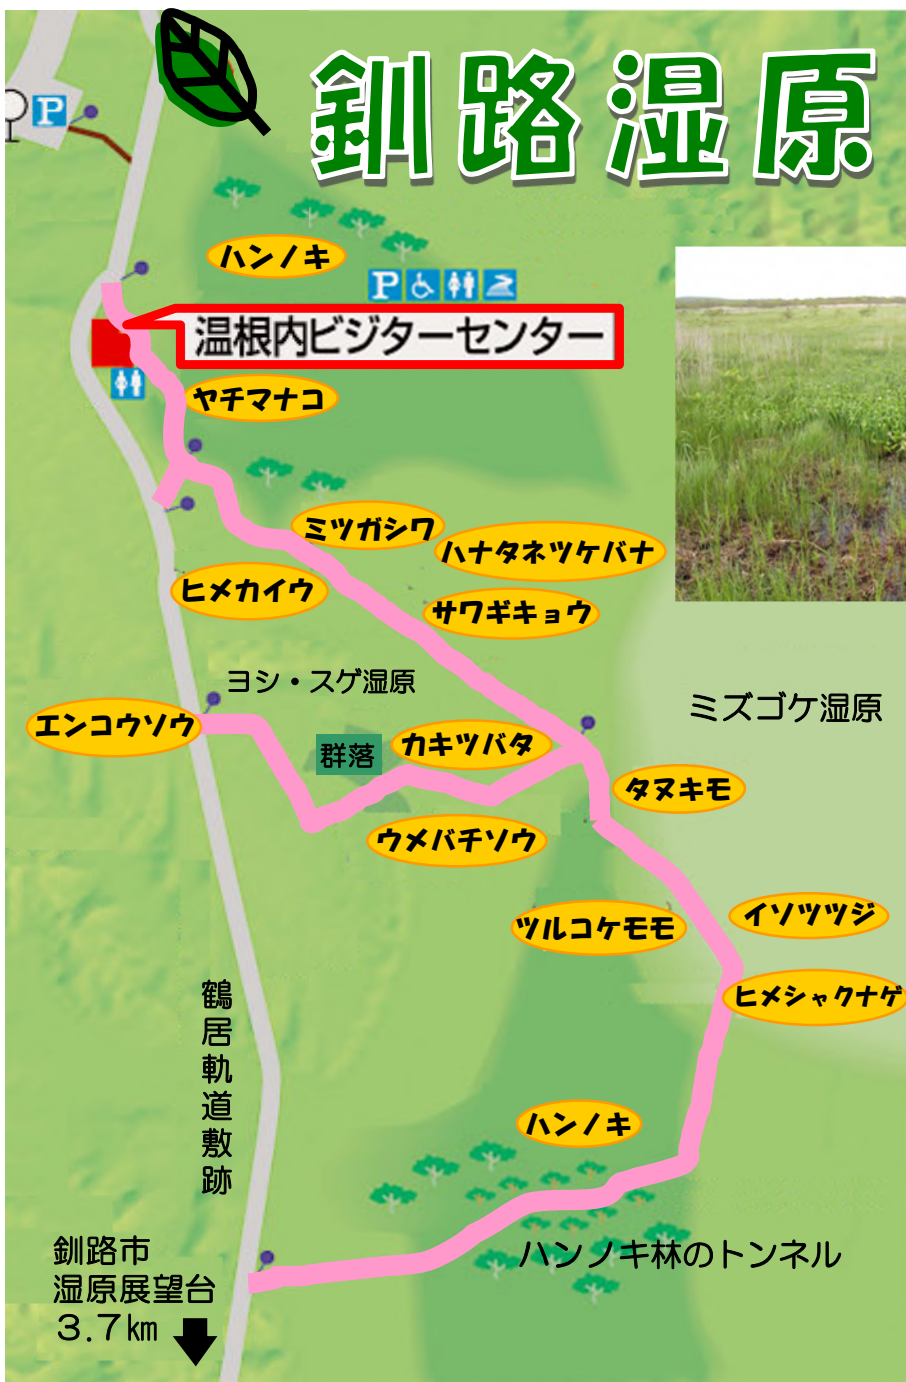 釧路湿原
P
ハンノキ
P
温根内ビジターセンター
ヤチマナコ
ミツガシワ
ハナタネツケバナ
ヒメカイウ
サワギキョウ
ヨシ・スゲ湿原
ミズゴケ湿原
エンコウソウ
群落
カキツバタ
タヌキモ
ウメバチソウ
イソツツジ
ツルコケモモ
ヒメシャクナゲ
鶴居軌道敷跡
ハンノキ
ハンノキ林のトンネル
釧路市
湿原展望台
3.7km